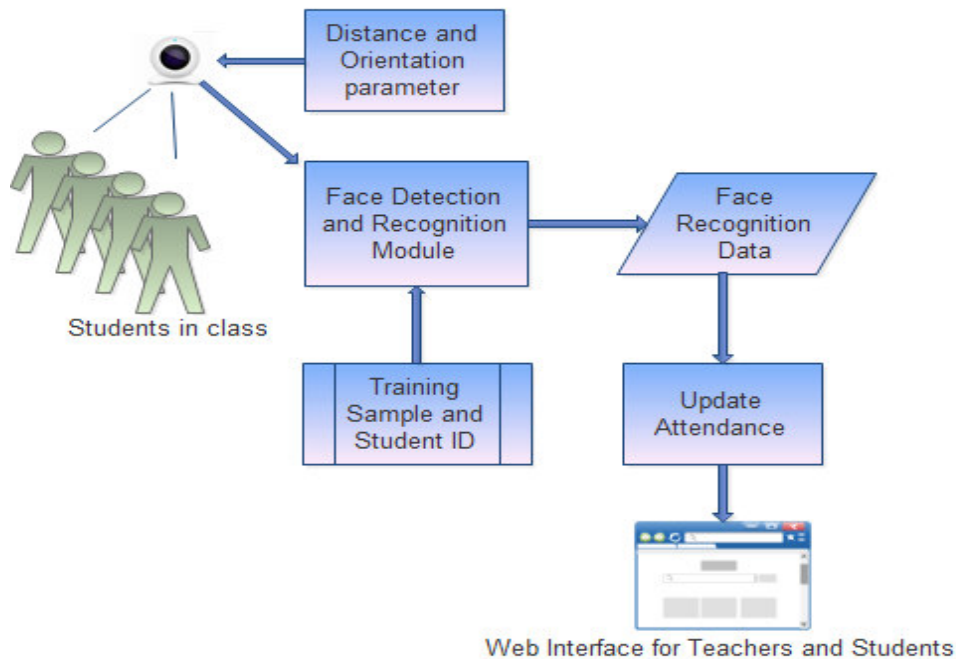 Distance and
Orientation
parameter
Face Detection
and Recognition
Module
Face
Recognition
Data
Students in class
Training
Sample and
Student ID
Update
Attendance
Web Interface for Teachers and Students